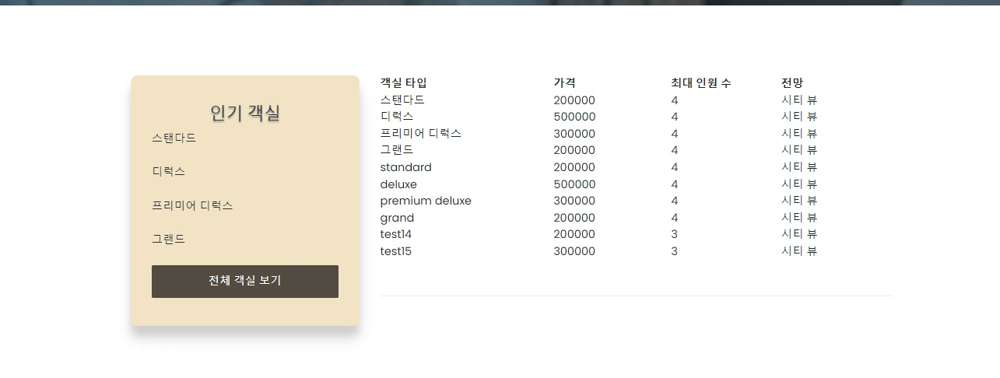 인기 객실
스탠다드
디럭스
프리미어 디럭스
그랜드
전체 객실 보기
객실 타입 가격 최대 인원 수 전망
스탠다드 200000 4 시티 뷰
디럭스 500000 4 시티 뷰
프리미어 디럭스 300000 4 시티 뷰
그랜드 200000 4 시티 뷰
standard 200000 4 시티 뷰
deluxe 500000 4 시티 뷰
premium deluxe 300000 4 시티 뷰
grand 200000 4 시티 뷰
test14 200000 3 시티 뷰
test15 300000 3 시티 뷰